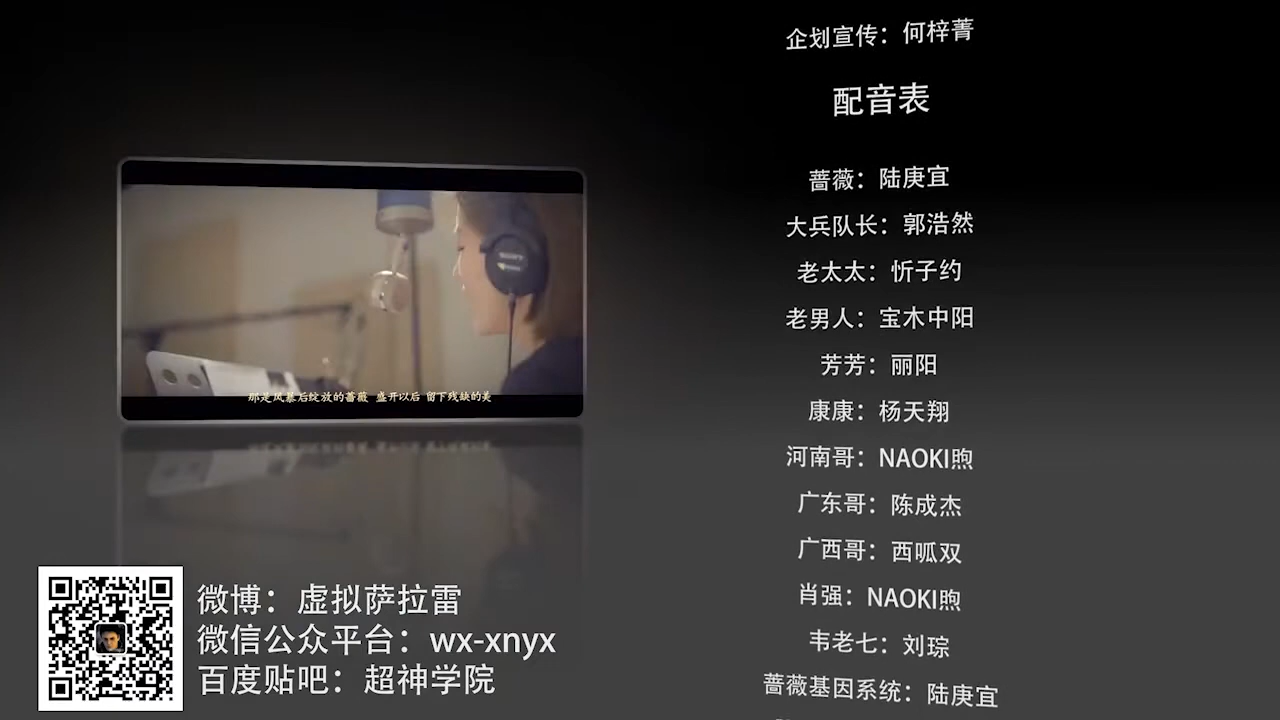 企划宣传：何梓菁
配音表
蔷薇：陆庚宜
大兵队长：郭浩然
老太太：忻子约
老男人：宝木中阳
芳芳：丽阳
康康：杨天翔
河南哥：NAOKI煦
广东哥：陈成杰
广西哥：西呱双
肖强：NAOKI煦
韦老七：刘琮
蔷薇基因系统：陆庚宜
那是风暴后绽放的蔷薇 盛开以后 留下残缺的美
SONY
微博：虚拟萨拉雷
微信公众平台：wx-xnyx
百度贴吧：超神学院